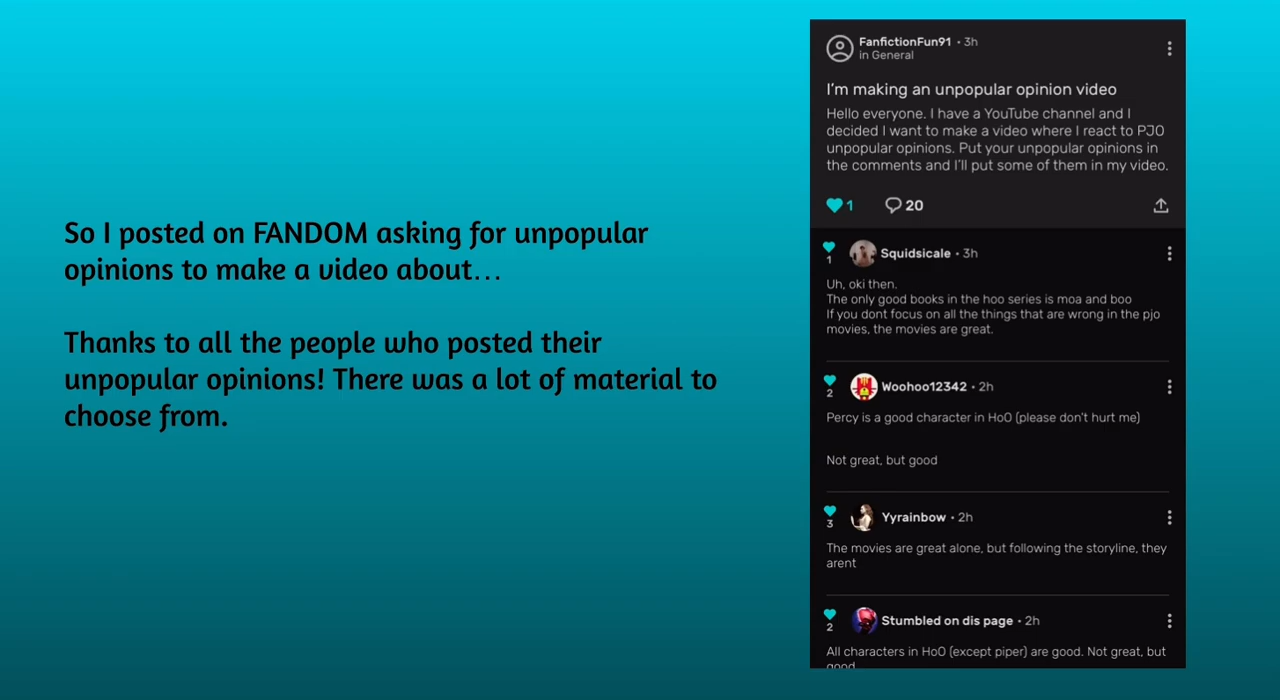 So I posted on FANDOM asking for unpopular
opinions to make a video about...
Thanks to all the people who posted their
unpopular opinions! There was a lot of material to
choose from.
FanfictionFun91 • 3h
in General
I'm making an unpopular opinion video
Hello everyone. I have a YouTube channel and I
decided I want to make a video where I react to PJO
unpopular opinions. Put your unpopular opinions in
the comments and I'll put some of them in my video.
1 20
1 Squidsicale • 3h
Uh, oki then.
The only good books in the hoo series is moa and boo
If you dont focus on all the things that are wrong in the pjo
movies, the movies are great.
2 Woohoo12342 • 2h
Percy is a good character in HoO (please don't hurt me)
Not great, but good
3 Yyrainbow • 2h
The movies are great alone, but following the storyline, they
arent
2 Stumbled on dis page • 2h
All characters in HoO (except piper) are good. Not great, but
good